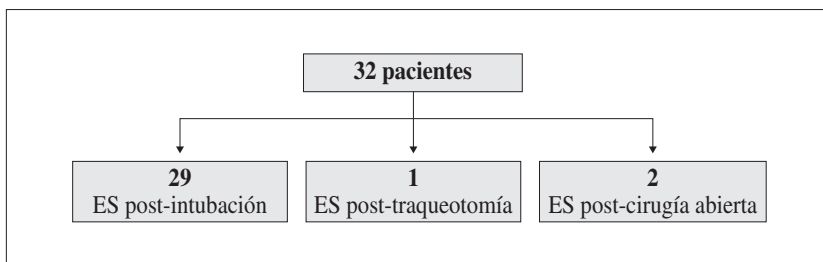 32 pacientes
29
ES post-intubación
1
ES post-traqueotomía
2
ES post-cirugía abierta